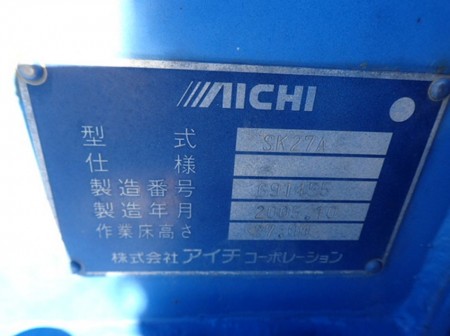 AICHI
型式 SK27A
仕様
製造番号
製造年月
作業床高さ
株式会社 アイチ コーポレーション